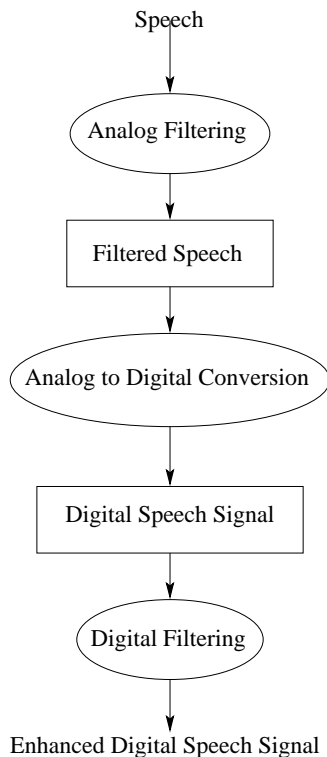 Speech
Analog Filtering
Filtered Speech
Analog to Digital Conversion
Digital Speech Signal
Digital Filtering
Enhanced Digital Speech Signal